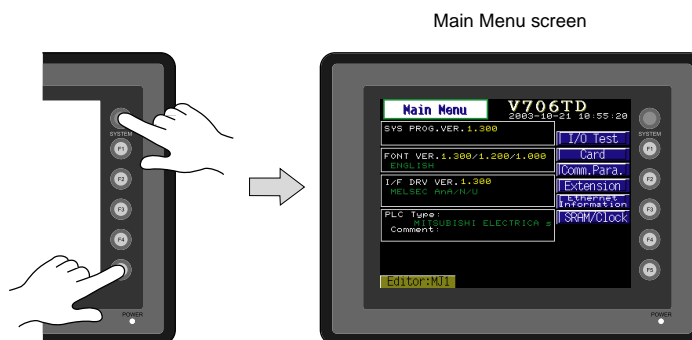 Main Menu screen
SYSTEM
F1
F2
F3
F4
POWER
Main Menu
V706TD
2003-10-21 10:55:20
SYS PROG.VER.1.300
I/O Test
FONT VER.1.300/1.200/1.000
ENGLISH
Card
Comm.Para.
I/F DRV VER.1.300
MELSEC AnA/N/U
Extension
Ethernet
Information
PLC Type:
MITSUBISHI ELECTRICA s
Comment:
SRAM/Clock
Editor:MJ1
SYSTEM
F1
F2
F3
F4
F5
POWER